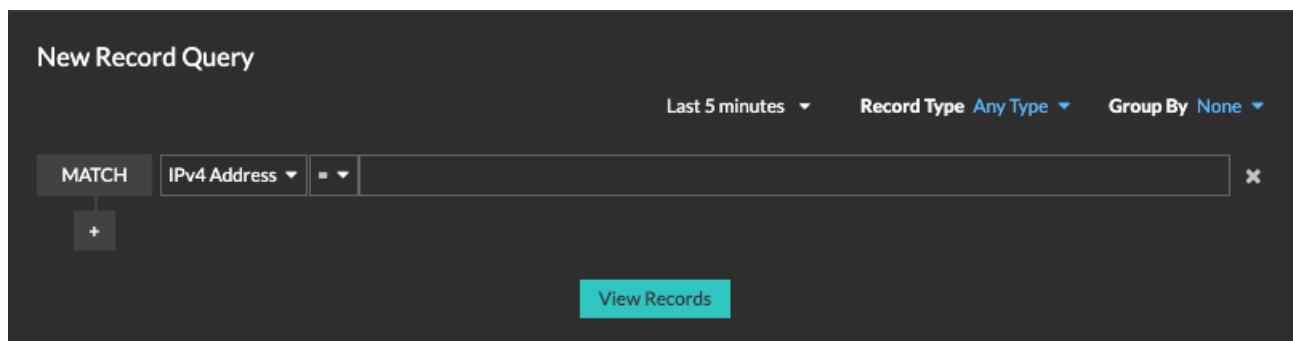 New Record Query
Last 5 minutes Record Type Any Type Group By None
MATCH IPv4 Address =
+
View Records